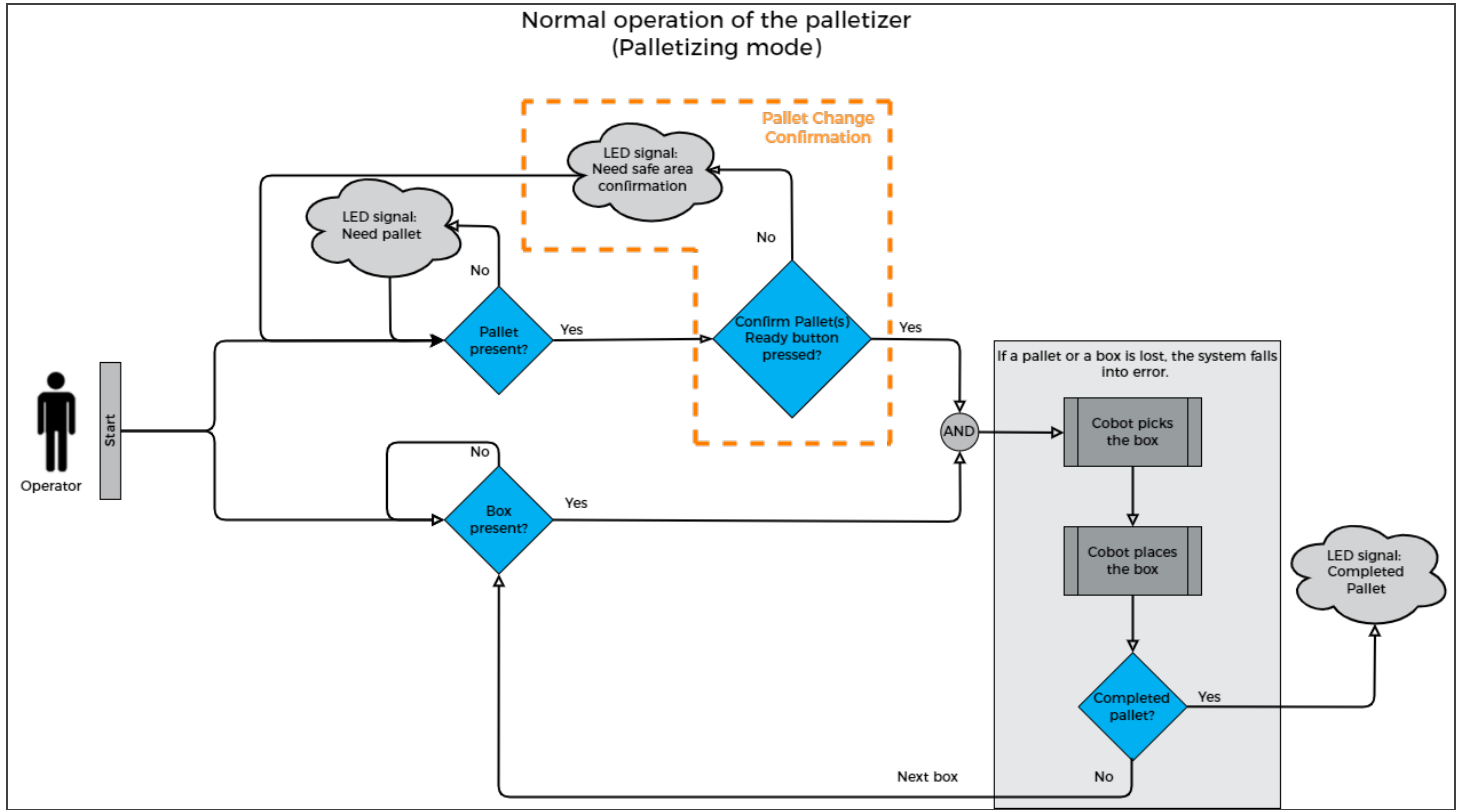 Normal operation of the palletizer
(Palletizing mode)
Pallet Change
Confirmation
LED signal:
Need safe area
confirmation
LED signal:
Need pallet
No
No
Pallet
present?
Yes
Confirm Pallet(s)
Ready button
pressed?
Yes
If a pallet or a box is lost, the system falls
into error.
Start
Operator
AND
Cobot picks
the box
No
Box
present?
Yes
Cobot places
the box
LED signal:
Completed
Pallet
Completed
pallet?
Yes
Next box
No